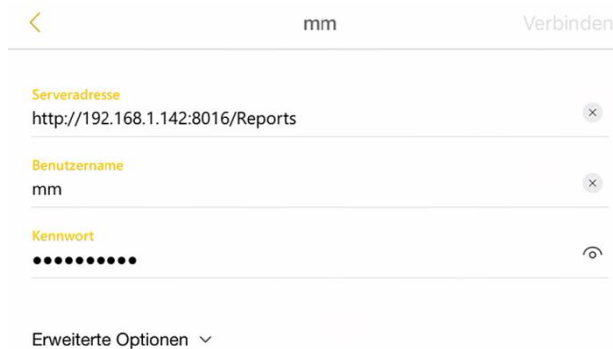 mm
Verbinden
Serveradresse
http://192.168.1.142:8016/Reports
Benutzername
mm
Kennwort
●●●●●●●●●●
Erweiterte Optionen